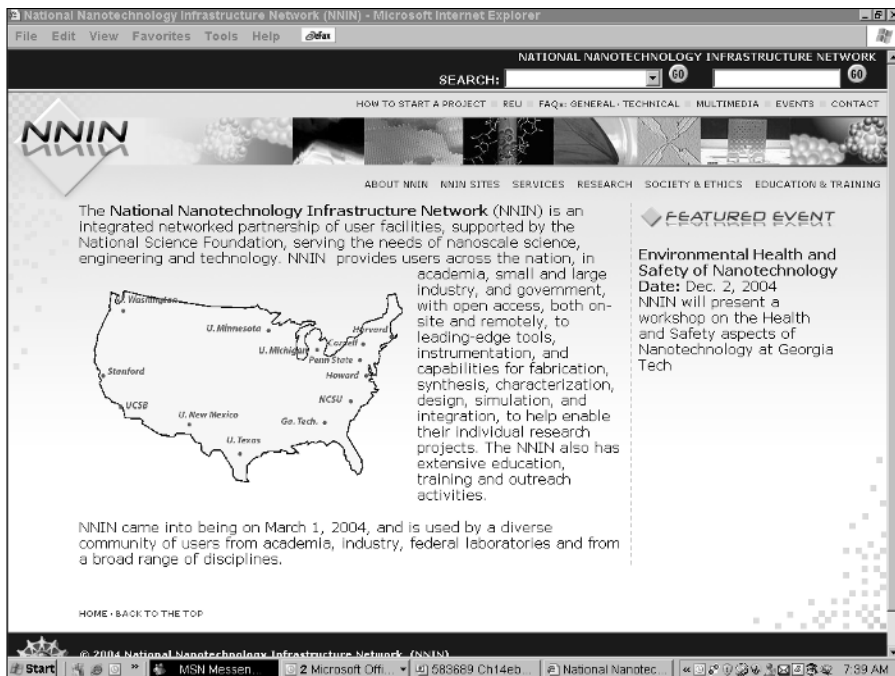 National Nanotechnology Infrastructure Network (NNIN) - Microsoft Internet Explorer
File Edit View Favorites Tools Help eFax
NATIONAL NANOTECHNOLOGY INFRASTRUCTURE NETWORK
SEARCH: GO GO
HOW TO START A PROJECT REU FAQs: GENERAL · TECHNICAL MULTIMEDIA EVENTS CONTACT
NNIN
ABOUT NNIN NNIN SITES SERVICES RESEARCH SOCIETY & ETHICS EDUCATION & TRAINING
The National Nanotechnology Infrastructure Network (NNIN) is an
integrated networked partnership of user facilities, supported by the
National Science Foundation, serving the needs of nanoscale science,
engineering and technology. NNIN provides users across the nation, in
academia, small and large
industry, and government,
with open access, both on-
site and remotely, to
leading-edge tools,
instrumentation, and
capabilities for fabrication,
synthesis, characterization,
design, simulation, and
integration, to help enable
their individual research
projects. The NNIN also has
extensive education,
training and outreach
activities.
U. Washington
U. Minnesota
Harvard
U. Michigan
Cornell
Penn State
Stanford
Howard
UCSB
NCSU
U. New Mexico
Ga. Tech.
U. Texas
NNIN came into being on March 1, 2004, and is used by a diverse
community of users from academia, industry, federal laboratories and from
a broad range of disciplines.
FEATURED EVENT
Environmental Health and
Safety of Nanotechnology
Date: Dec. 2, 2004
NNIN will present a
workshop on the Health
and Safety aspects of
Nanotechnology at Georgia
Tech
HOME · BACK TO THE TOP
© 2004 National Nanotechnology Infrastructure Network (NNIN)
Start » MSN Messen... 2 Microsoft Offi... 583689 Ch14eb... National Nanotec... « 7:39 AM